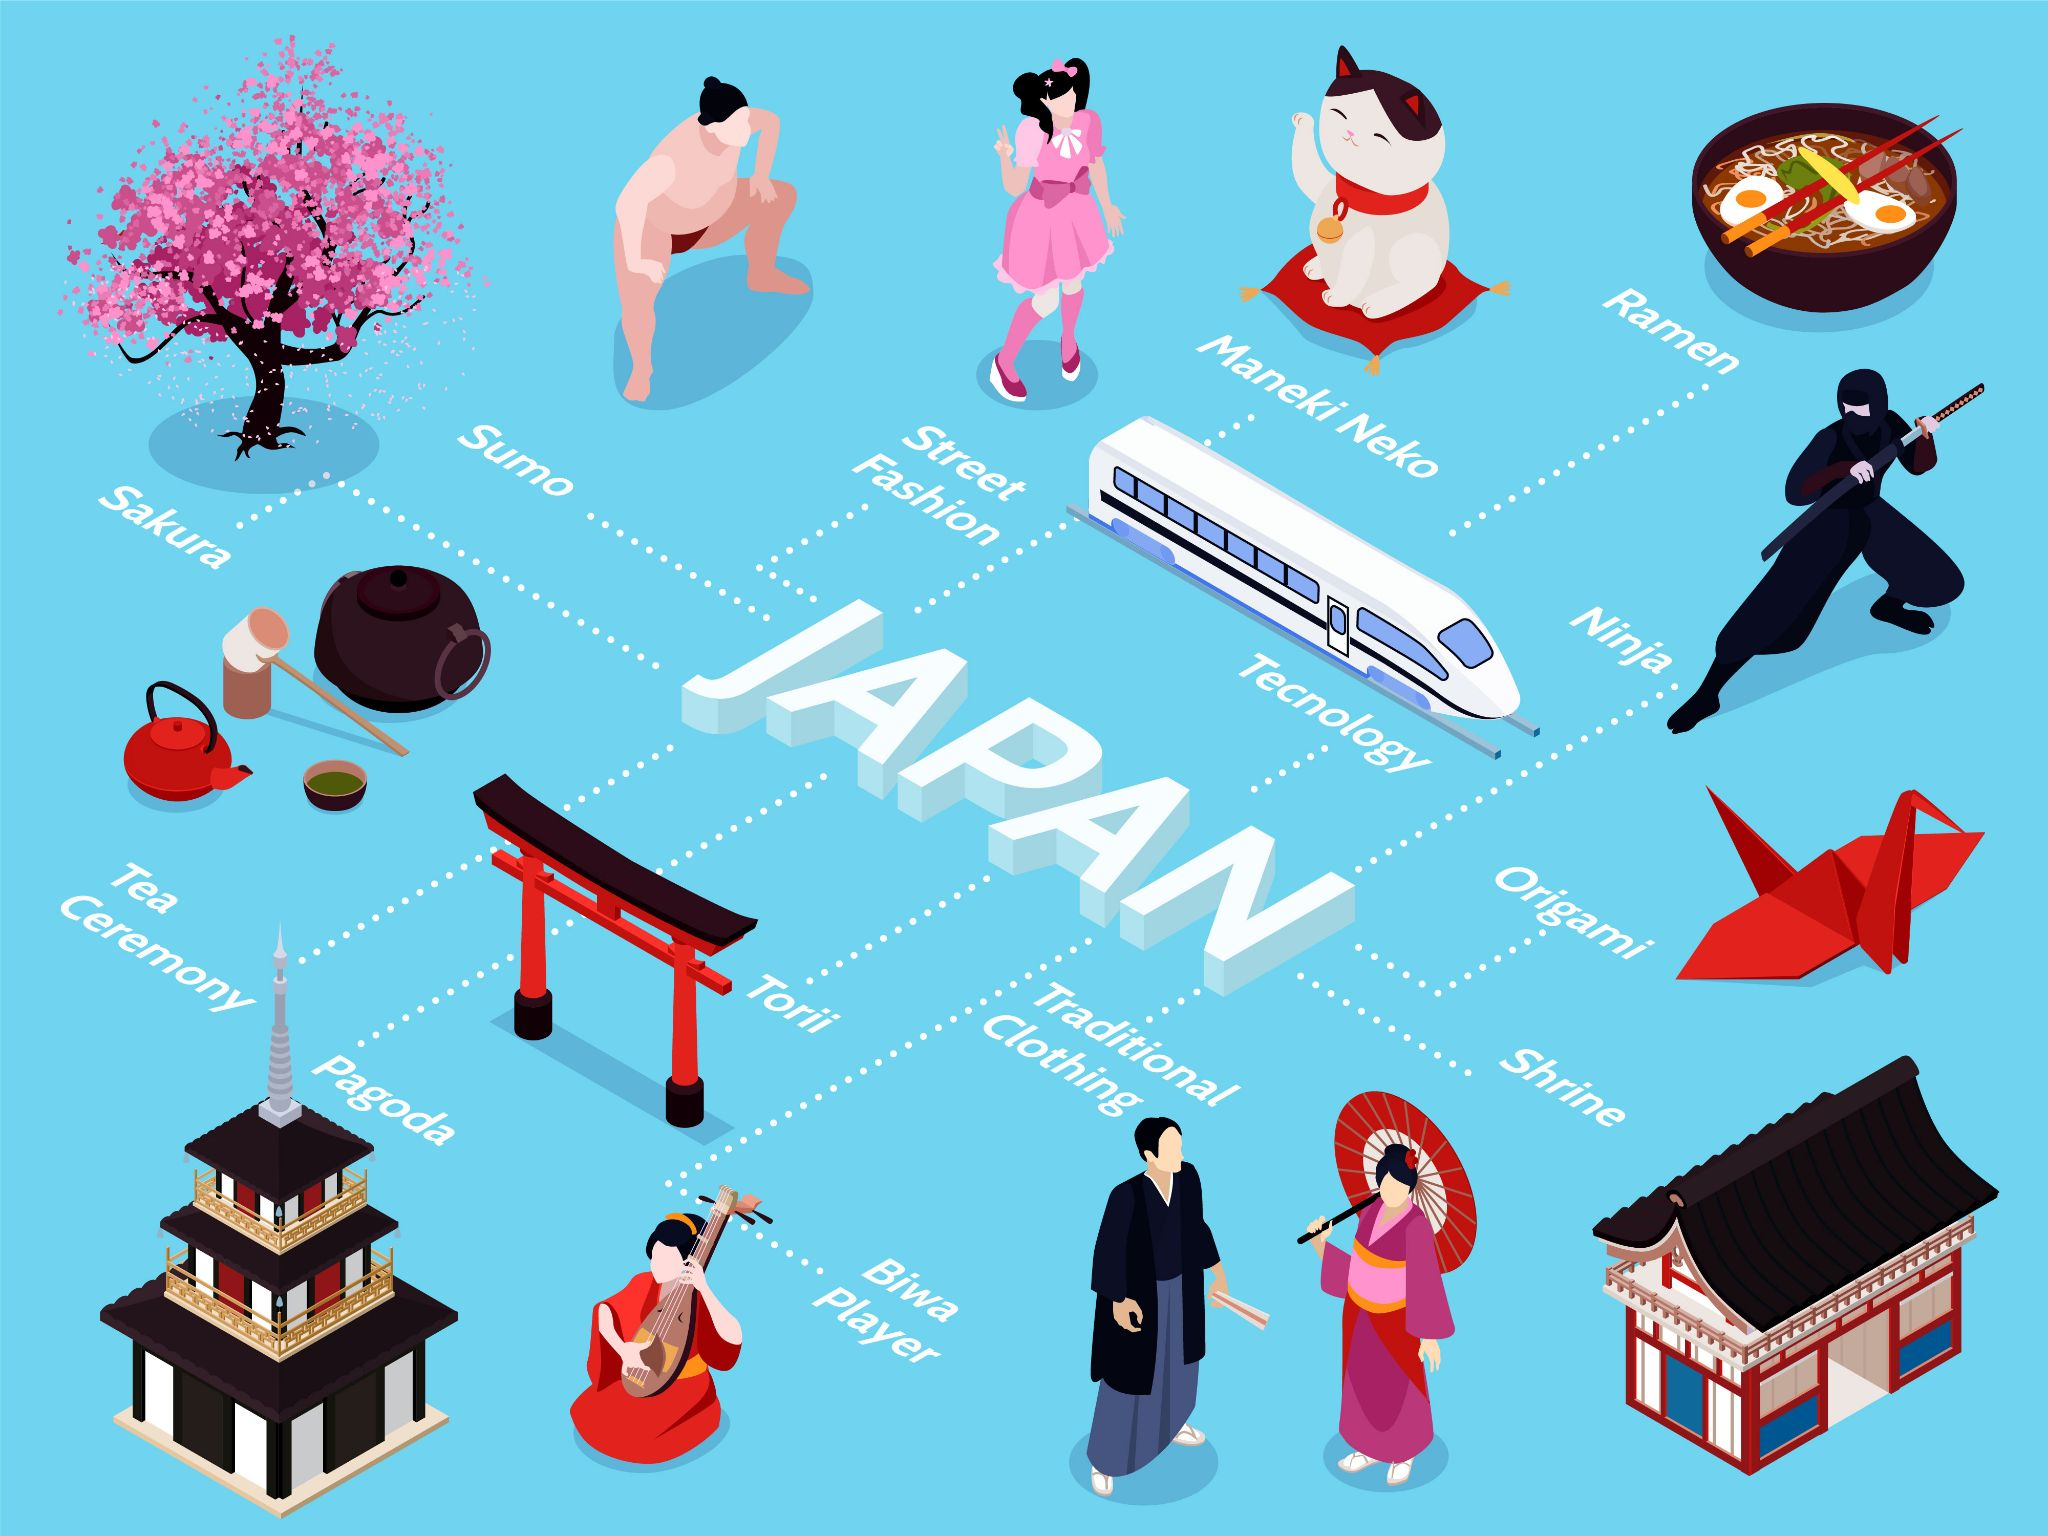 Sakura
Sumo
Street
Fashion
Maneki Neko
Ramen
JAPAN
Tecnology
Ninja
Tea
Ceremony
Pagoda
Torii
Traditional
Clothing
Origami
Shrine
Biwa
Player